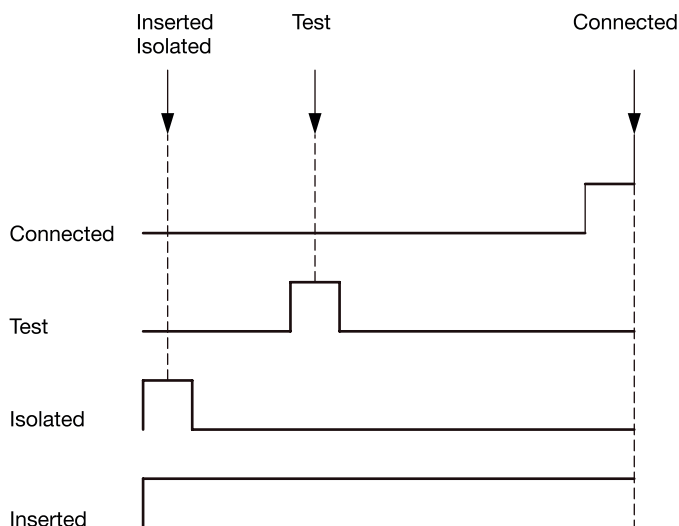 Inserted
Isolated
Test
Connected
Connected
Test
Isolated
Inserted